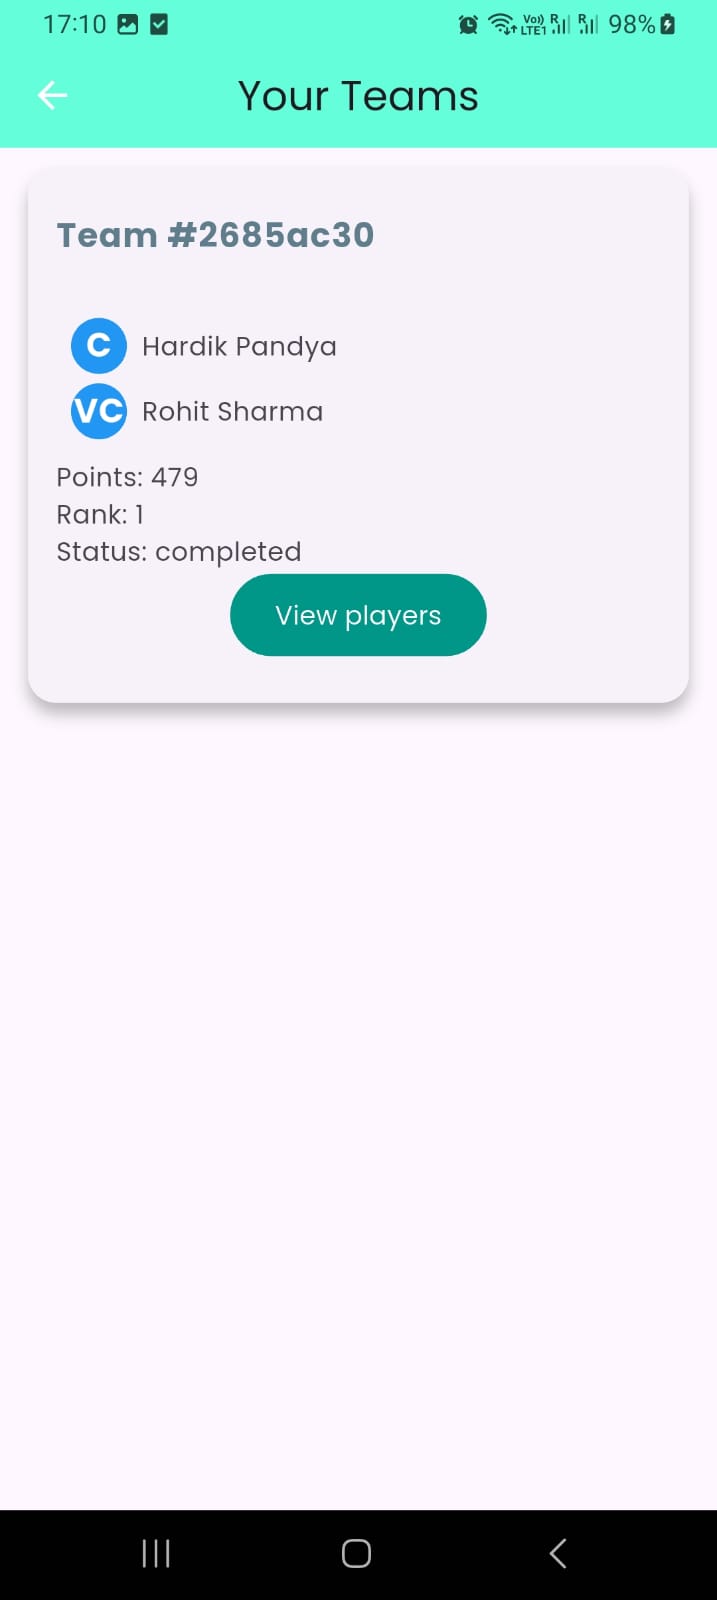 17:10 Vo)) LTE1 R R 98%
Your Teams
Team #2685ac30
C Hardik Pandya
VC Rohit Sharma
Points: 479
Rank: 1
Status: completed
View players